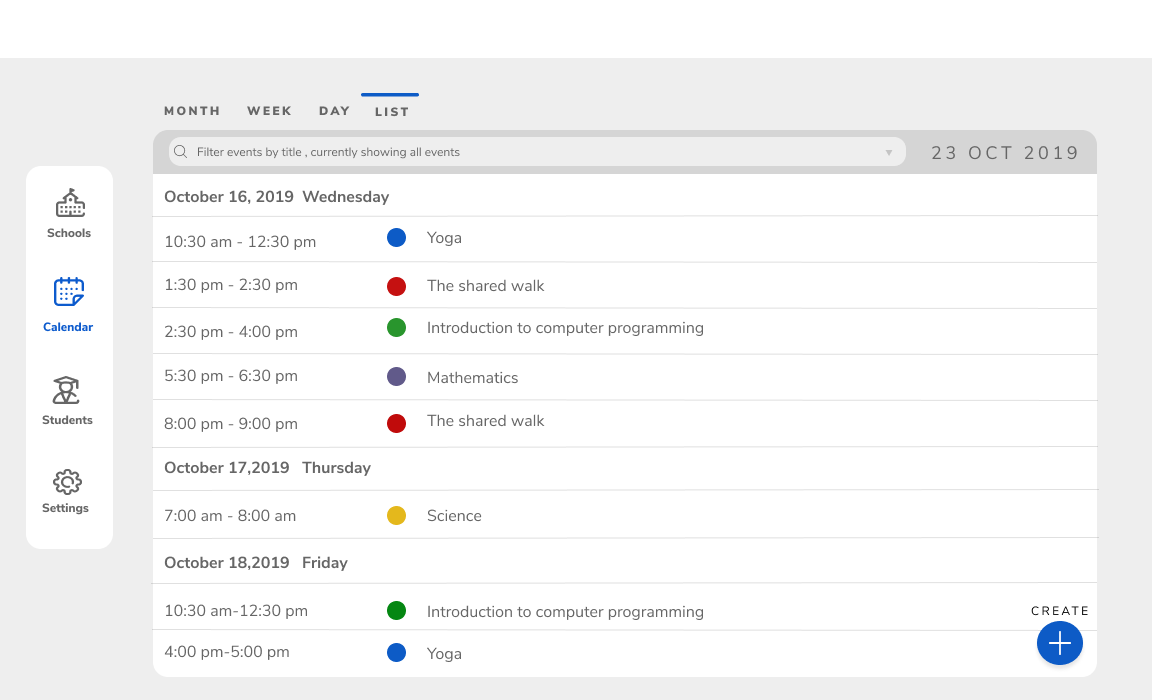 MONTH WEEK DAY LIST
Filter events by title , currently showing all events 23 OCT 2019
Schools
Calendar
Students
Settings
October 16, 2019 Wednesday
10:30 am - 12:30 pm Yoga
1:30 pm - 2:30 pm The shared walk
2:30 pm - 4:00 pm Introduction to computer programming
5:30 pm - 6:30 pm Mathematics
8:00 pm - 9:00 pm The shared walk
October 17,2019 Thursday
7:00 am - 8:00 am Science
October 18,2019 Friday
10:30 am-12:30 pm Introduction to computer programming
4:00 pm-5:00 pm Yoga
CREATE